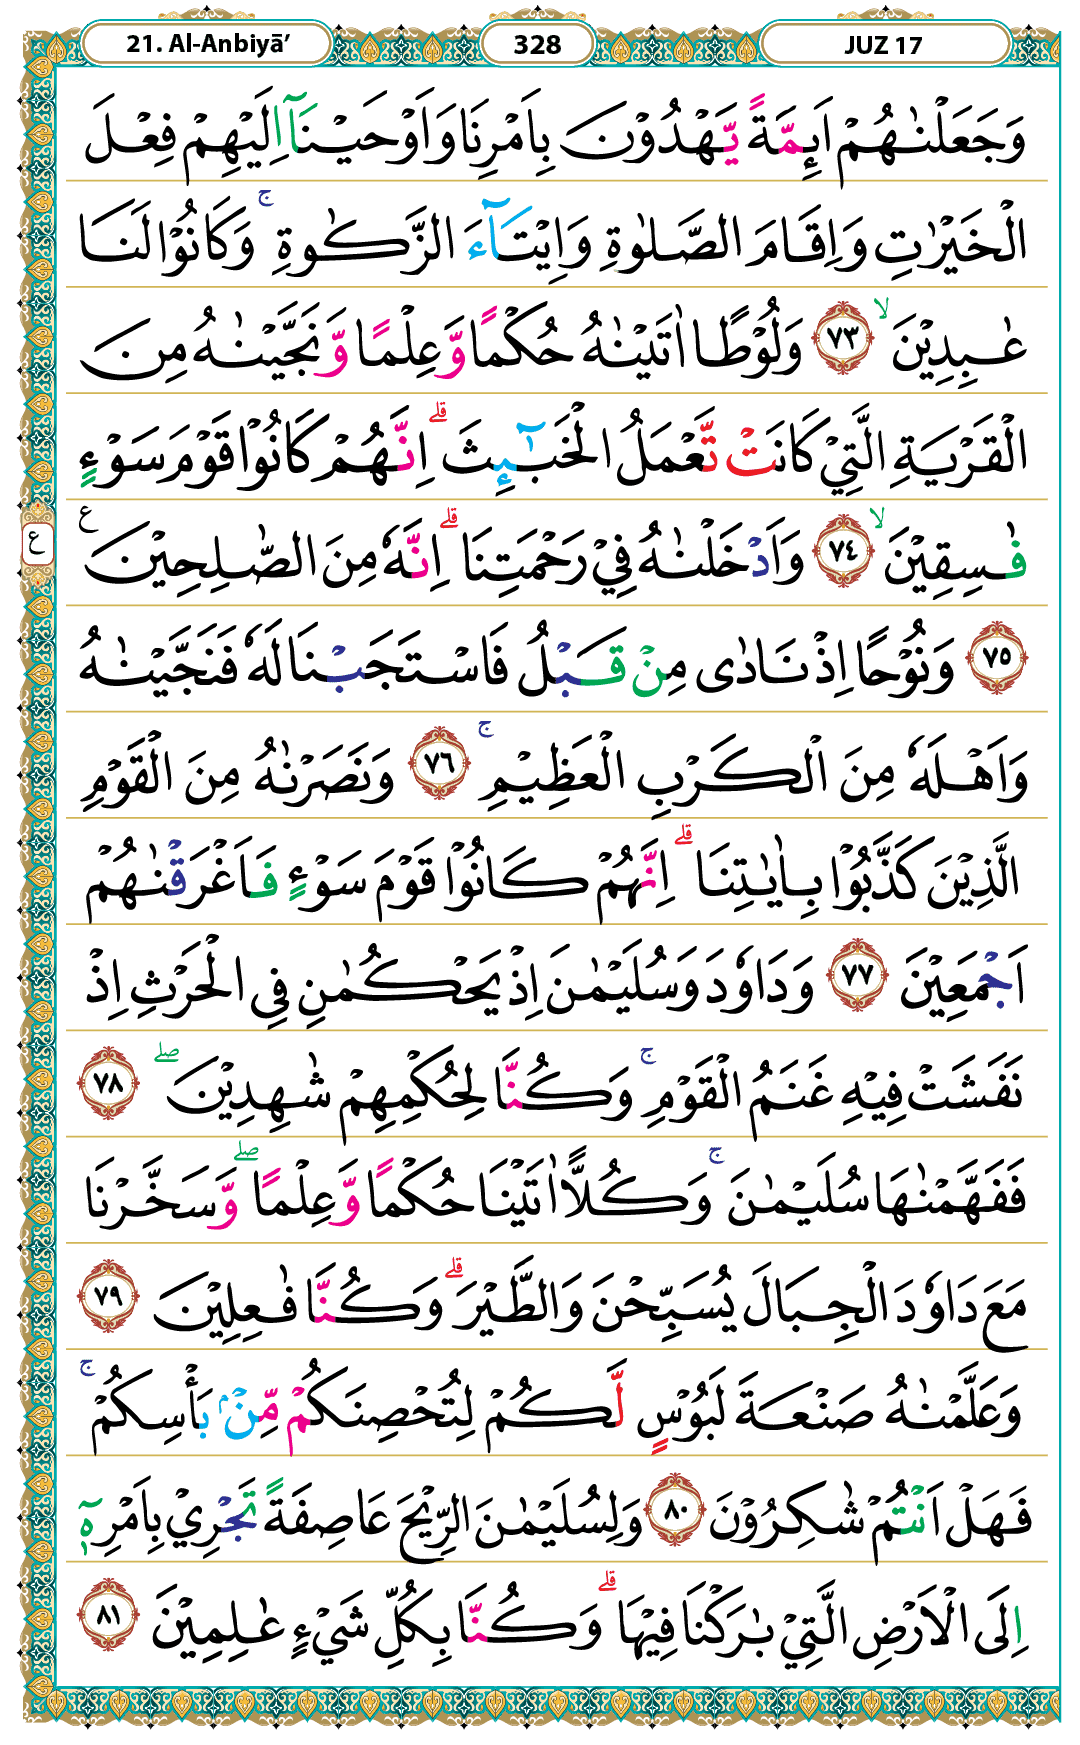 21. Al-Anbiyā’ 328 JUZ 17
وَجَعَلْنٰهُمْ اَىِٕمَّةً يَّهْدُوْنَ بِاَمْرِنَا وَاَوْحَيْنَآ اِلَيْهِمْ فِعْلَ
الْخَيْرٰتِ وَاِقَامَ الصَّلٰوةِ وَاِيْتَاۤءَ الزَّكٰوةِۚ وَكَانُوْا لَنَا
عٰبِدِيْنَۙ ٧٣ وَلُوْطًا اٰتَيْنٰهُ حُكْمًا وَّعِلْمًا وَّنَجَّيْنٰهُ مِنَ
الْقَرْيَةِ الَّتِيْ كَانَتْ تَّعْمَلُ الْخَبٰۤىِٕثَۗ اِنَّهُمْ كَانُوْا قَوْمَ سَوْءٍ
فٰسِقِيْنَۙ ٧٤ وَاَدْخَلْنٰهُ فِيْ رَحْمَتِنَاۗ اِنَّهٗ مِنَ الصّٰلِحِيْنَ ع
ع
٧٥ وَنُوْحًا اِذْ نَادٰى مِنْ قَبْلُ فَاسْتَجَبْنَا لَهٗ فَنَجَّيْنٰهُ
وَاَهْلَهٗ مِنَ الْكَرْبِ الْعَظِيْمِۚ ٧٦ وَنَصَرْنٰهُ مِنَ الْقَوْمِ
الَّذِيْنَ كَذَّبُوْا بِاٰيٰتِنَاۗ اِنَّهُمْ كَانُوْا قَوْمَ سَوْءٍ فَاَغْرَقْنٰهُمْ
اَجْمَعِيْنَ ٧٧ وَدَاوٗدَ وَسُلَيْمٰنَ اِذْ يَحْكُمٰنِ فِى الْحَرْثِ اِذْ
نَفَشَتْ فِيْهِ غَنَمُ الْقَوْمِۚ وَكُنَّا لِحُكْمِهِمْ شٰهِدِيْنَۖ ٧٨
فَفَهَّمْنٰهَا سُلَيْمٰنَۚ وَكُلًّا اٰتَيْنَا حُكْمًا وَّعِلْمًاۖ وَّسَخَّرْنَا
مَعَ دَاوٗدَ الْجِبَالَ يُسَبِّحْنَ وَالطَّيْرَۗ وَكُنَّا فٰعِلِيْنَ ٧٩
وَعَلَّمْنٰهُ صَنْعَةَ لَبُوْسٍ لَّكُمْ لِتُحْصِنَكُمْ مِّنْۢ بَأْسِكُمْۚ
فَهَلْ اَنْتُمْ شٰكِرُوْنَ ٨٠ وَلِسُلَيْمٰنَ الرِّيْحَ عَاصِفَةً تَجْرِيْ بِاَمْرِهٖٓ
اِلَى الْاَرْضِ الَّتِيْ بٰرَكْنَا فِيْهَاۗ وَكُنَّا بِكُلِّ شَيْءٍ عٰلِمِيْنَ ٨١